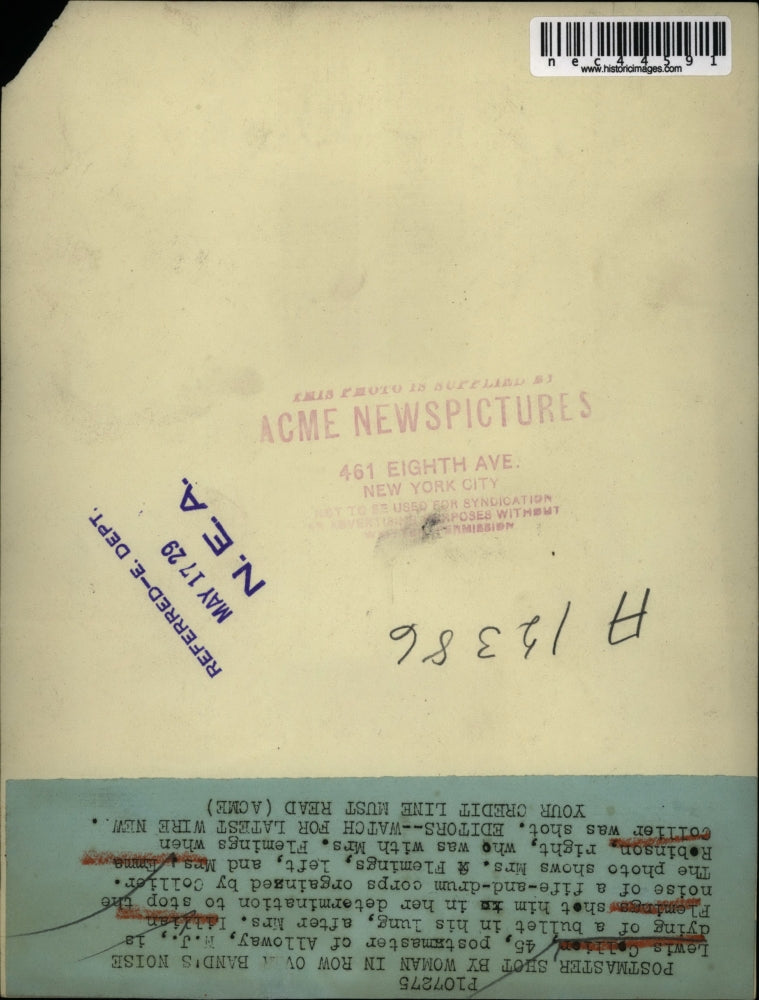 nec44591
www.historicimages.com
THIS PHOTO IS SUPPLIED BY
ACME NEWSPICTURES
461 EIGHTH AVE.
NEW YORK CITY
NOT TO BE USED FOR SYNDICATION
OR ADVERTISING PURPOSES WITHOUT
WRITTEN PERMISSION
REFERRED-E. DEPT.
MAY 17 29
N. E. A.
A 12386
P107275
POSTMASTER SHOT BY WOMAN IN ROW OVER BAND'S NOISE
Lewis Collier, 45, postmaster of Alloway, N.J., is
dying of a bullet in his lung, after Mrs. Lillian
Flemings shot him in her determination to stop the
noise of a fife-and-drum corps organized by Collier.
The photo shows Mrs. Flemings, left, and Mrs. Emma
Robinson, right, who was with Mrs. Flemings when
Collier was shot. EDITORS--WATCH FOR LATEST WIRE NEW .
YOUR CREDIT LINE MUST READ (ACME)